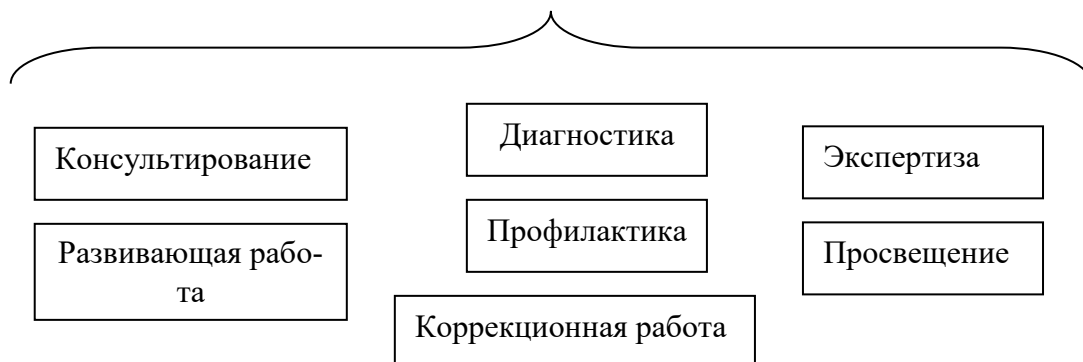 Консультирование
Развивающая рабо-
та
Диагностика
Профилактика
Коррекционная работа
Экспертиза
Просвещение